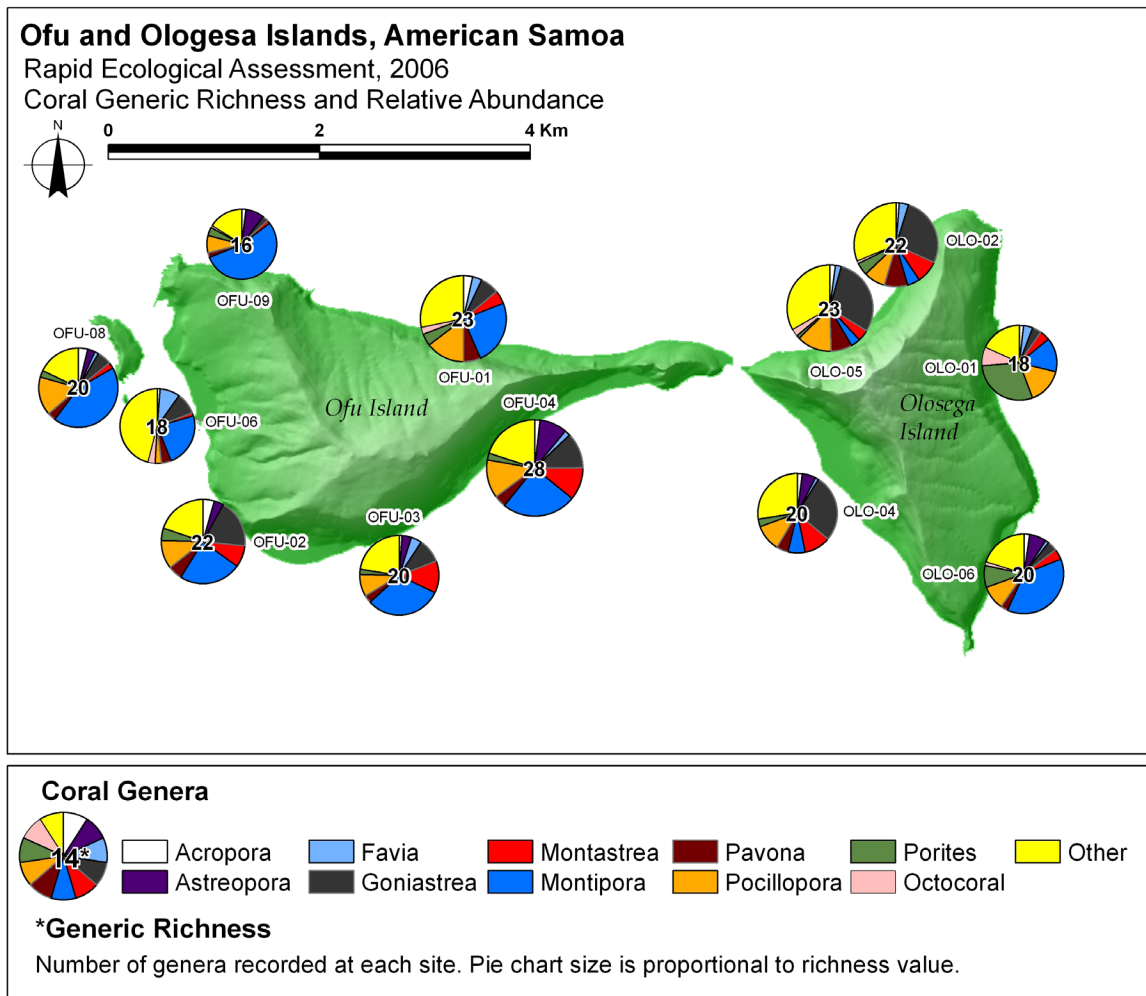 Ofu and Ologesa Islands, American Samoa
Rapid Ecological Assessment, 2006
Coral Generic Richness and Relative Abundance
N
0 2 4 Km
16
OFU-09
22
OLO-02
23
OFU-01
23
OLO-05
OFU-08
20
18
OFU-06
OLO-01
18
Ofu Island
Olosega
Island
OFU-04
28
22
OFU-02
OFU-03
20
20
OLO-04
OLO-06
20
Coral Genera
14*
Acropora Favia Montastrea Pavona Porites Other
Astreopora Goniastrea Montipora Pocillopora Octocoral
*Generic Richness
Number of genera recorded at each site. Pie chart size is proportional to richness value.